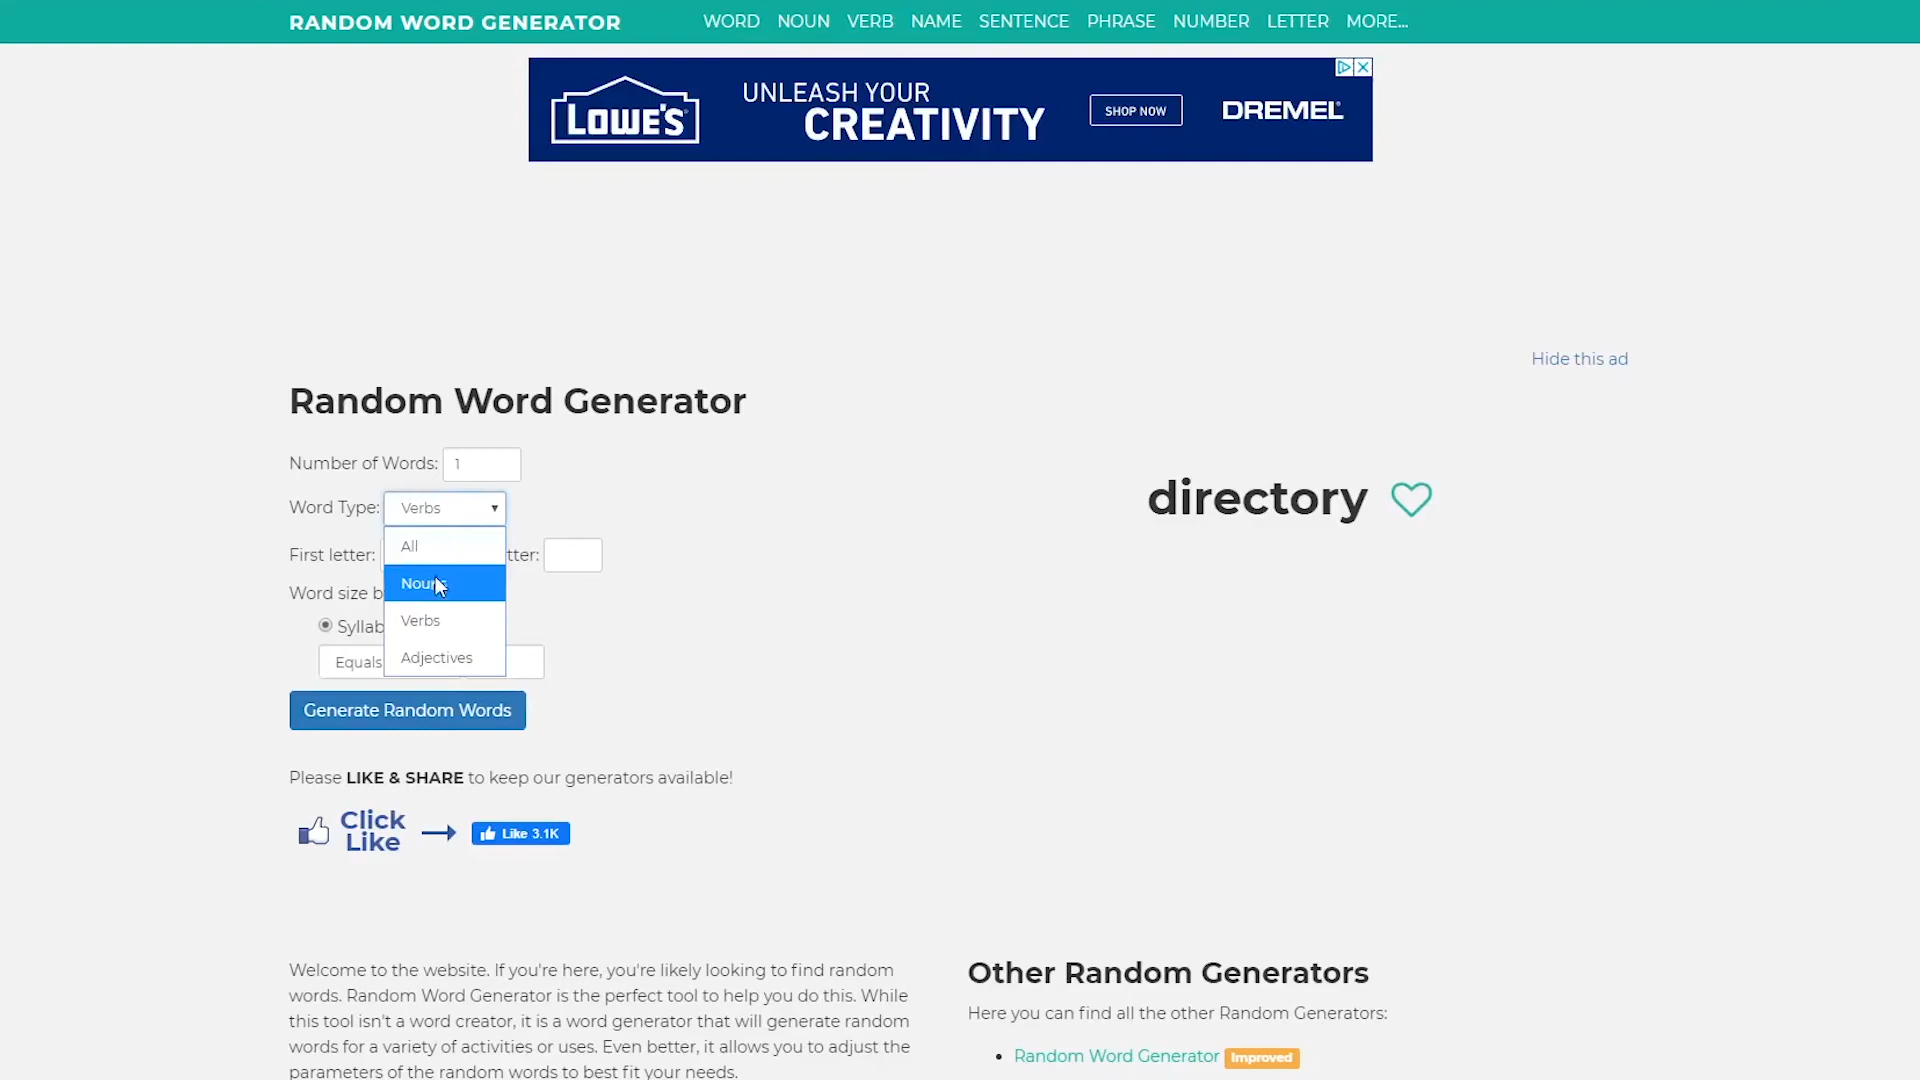 RANDOM WORD GENERATOR
WORD NOUN VERB NAME SENTENCE PHRASE NUMBER LETTER MORE...
LOWE'S
UNLEASH YOUR
CREATIVITY
SHOP NOW
DREMEL
Hide this ad
Random Word Generator
Number of Words: 1
Word Type: Verbs
All
First letter:
Nouns
Word size
Verbs
Equals
Adjectives
directory
Generate Random Words
Please LIKE & SHARE to keep our generators available!
Click
Like
Like 3.1K
Welcome to the website. If you're here, you're likely looking to find random
words. Random Word Generator is the perfect tool to help you do this. While
this tool isn't a word creator, it is a word generator that will generate random
words for a variety of activities or uses. Even better, it allows you to adjust the
parameters of the random words to best fit your needs.
Other Random Generators
Here you can find all the other Random Generators:
• Random Word Generator Improved